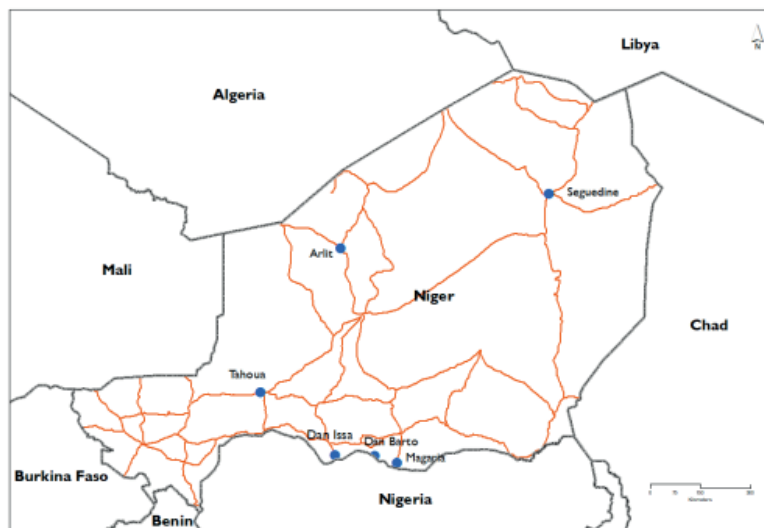 Libya
N
Algeria
Seguedine
Arlit
Mali
Niger
Chad
Tahoua
Dan Issa
Dan Barto
Magaria
Burkina Faso
Nigeria
Benin